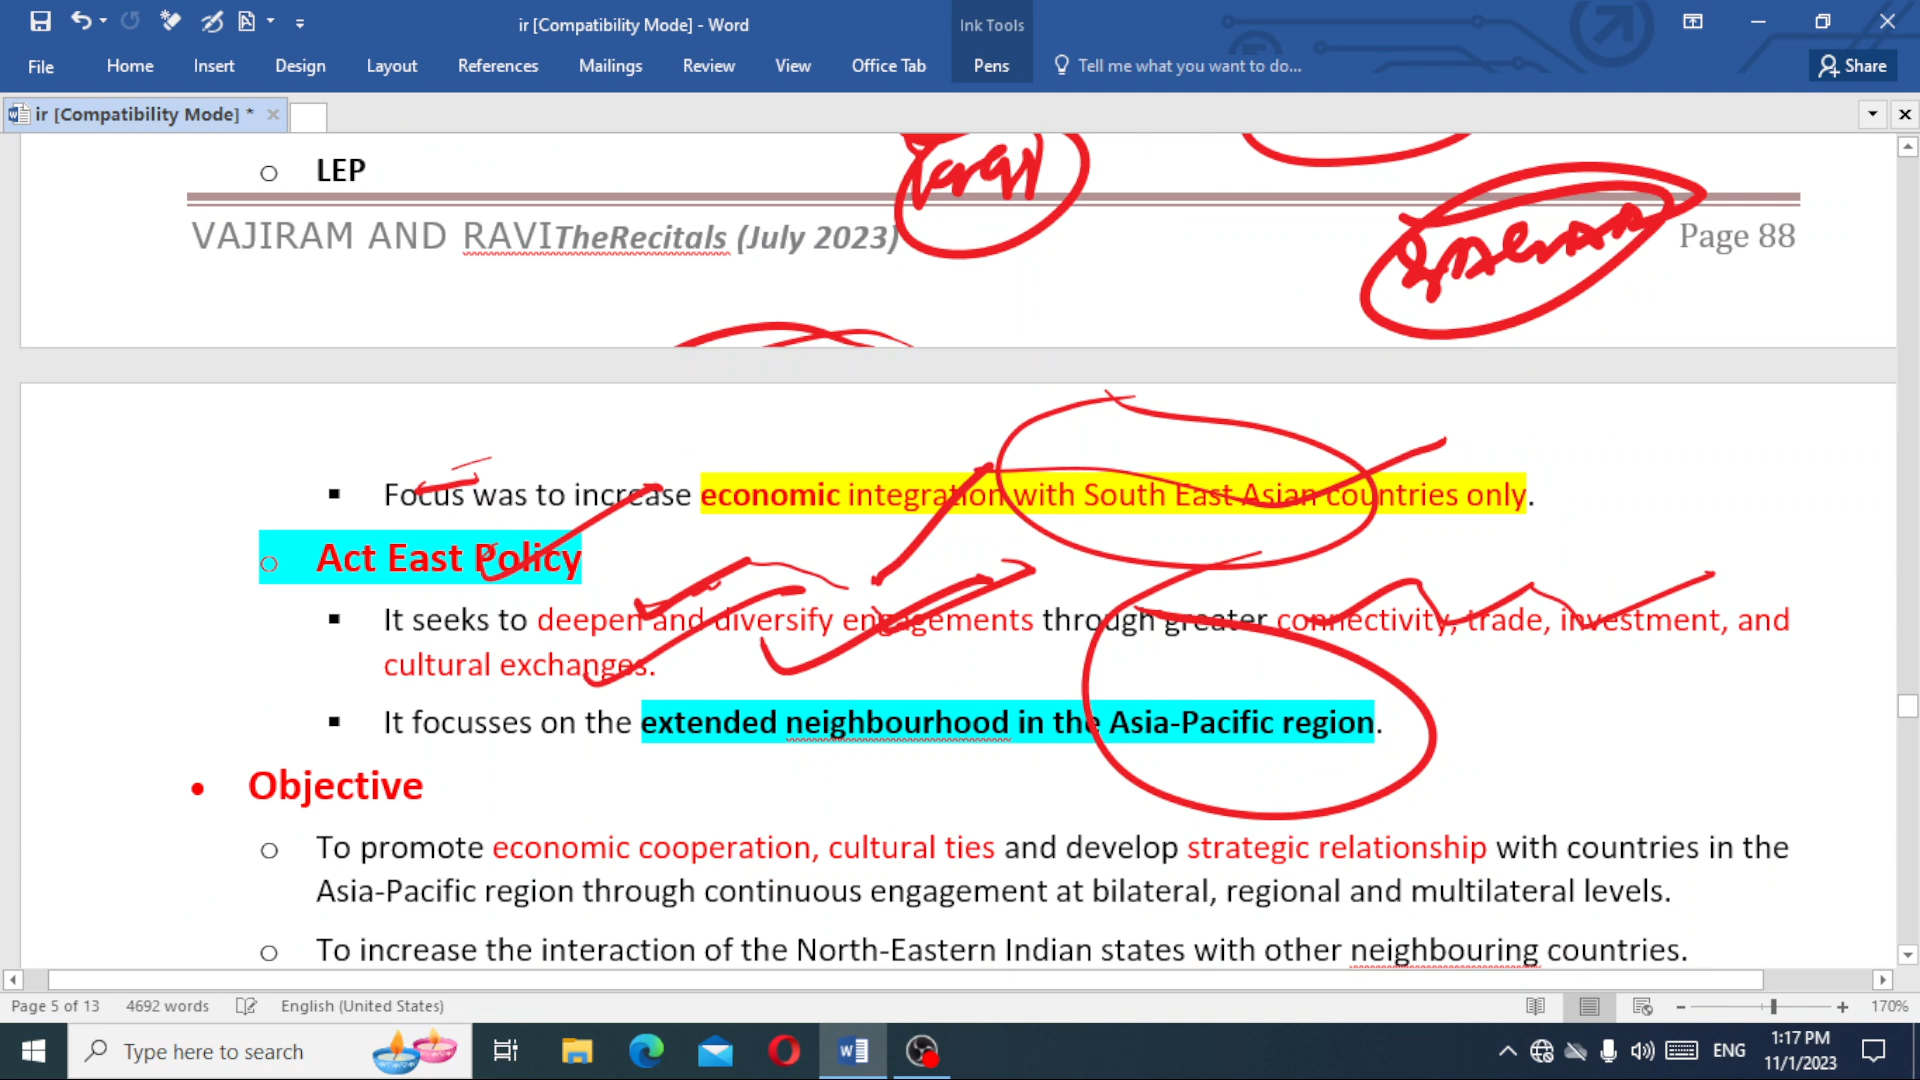 ir [Compatibility Mode] - Word
Ink Tools
File
Home
Insert
Design
Layout
References
Mailings
Review
View
Office Tab
Pens
Tell me what you want to do...
Share
ir [Compatibility Mode] *
LEP
VAJIRAM AND RAVITheRecitals (July 2023)
Page 88
Focus was to increase economic integration with South East Asian countries only.
Act East Policy
It seeks to deepen and diversify engagements through greater connectivity, trade, investment, and
cultural exchanges.
It focusses on the extended neighbourhood in the Asia-Pacific region.
Objective
To promote economic cooperation, cultural ties and develop strategic relationship with countries in the
Asia-Pacific region through continuous engagement at bilateral, regional and multilateral levels.
To increase the interaction of the North-Eastern Indian states with other neighbouring countries.
Page 5 of 13
4692 words
English (United States)
170%
Type here to search
ENG
1:17 PM
11/1/2023